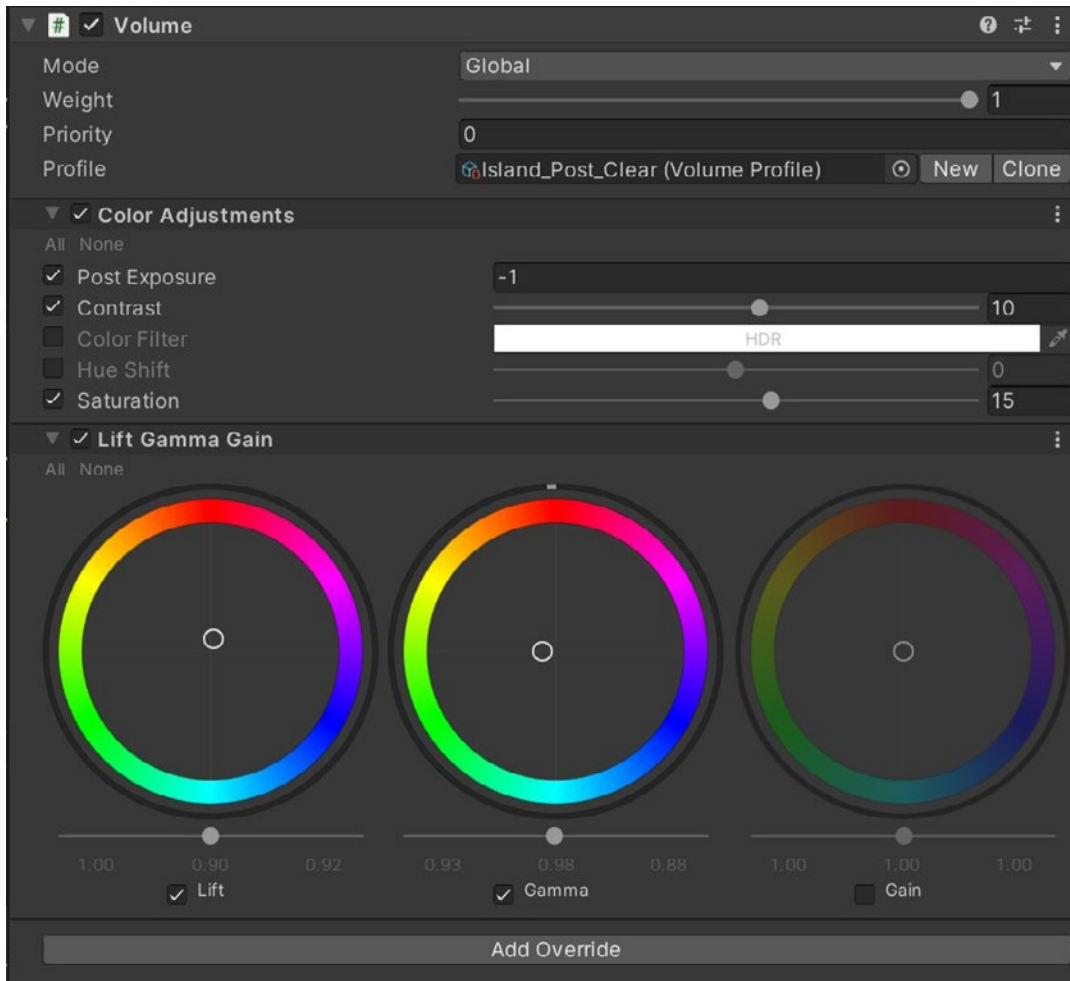 # Volume
Mode Global
Weight 1
Priority 0
Profile Island_Post_Clear (Volume Profile) New Clone
Color Adjustments
All None
Post Exposure -1
Contrast 10
Color Filter HDR
Hue Shift 0
Saturation 15
Lift Gamma Gain
All None
1.00 0.90 0.92 0.93 0.98 0.88 1.00 1.00 1.00
Lift Gamma Gain
Add Override